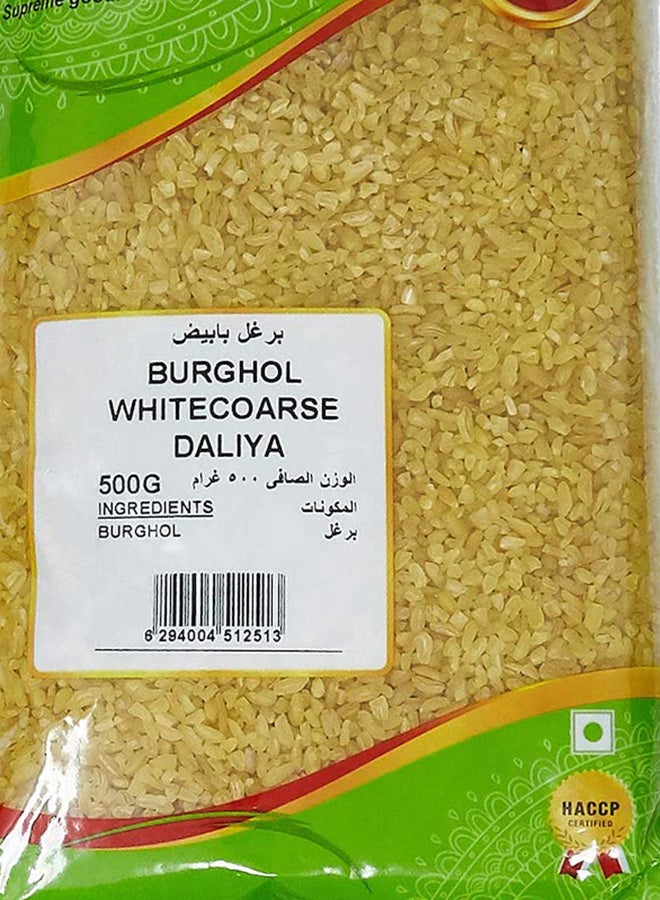 Supreme
برغل بابيض
BURGHOL
WHITECOARSE
DALIYA
500G الوزن الصافى ٥٠٠ غرام
INGREDIENTS المكونات
BURGHOL برغل
6 294004 512513
HACCP
CERTIFIED